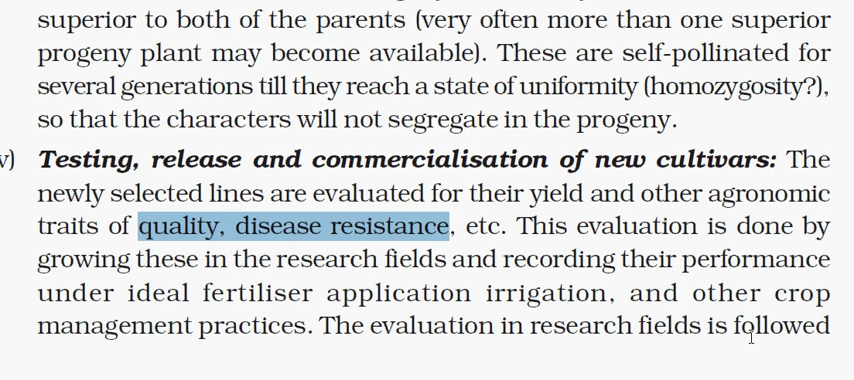 superior to both of the parents (very often more than one superior
progeny plant may become available). These are self-pollinated for
several generations till they reach a state of uniformity (homozygosity?),
so that the characters will not segregate in the progeny.
v) Testing, release and commercialisation of new cultivars: The
newly selected lines are evaluated for their yield and other agronomic
traits of quality, disease resistance, etc. This evaluation is done by
growing these in the research fields and recording their performance
under ideal fertiliser application irrigation, and other crop
management practices. The evaluation in research fields is followed